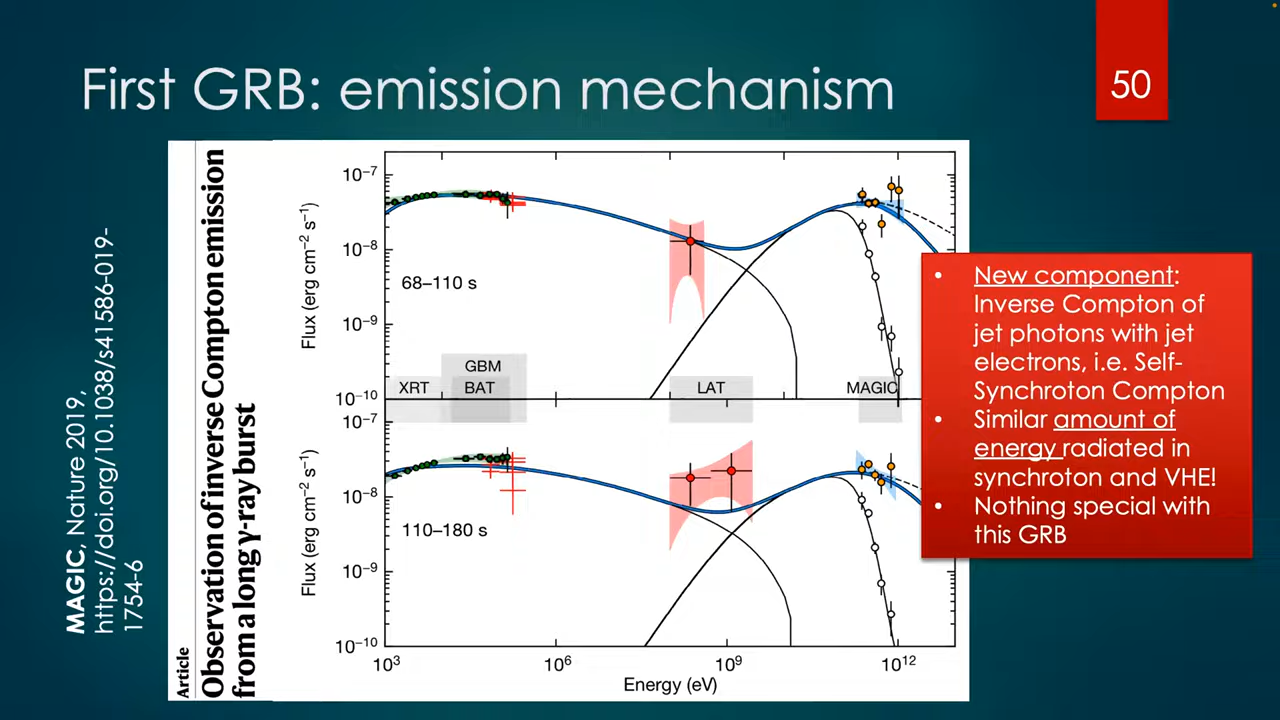 First GRB: emission mechanism
50
MAGIC, Nature 2019,
https://doi.org/10.1038/s41586-019-
1754-6
Article
Observation of inverse Compton emission
from a long γ-ray burst
10⁻⁷
10⁻⁸
10⁻⁹
10⁻¹⁰
Flux (erg cm⁻² s⁻¹)
68–110 s
XRT
GBM
BAT
LAT
MAGIC
10⁻⁷
10⁻⁸
10⁻⁹
10⁻¹⁰
Flux (erg cm⁻² s⁻¹)
110–180 s
10³ 10⁶ 10⁹ 10¹²
Energy (eV)
• New component:
Inverse Compton of
jet photons with jet
electrons, i.e. Self-
Synchroton Compton
• Similar amount of
energy radiated in
synchroton and VHE!
• Nothing special with
this GRB